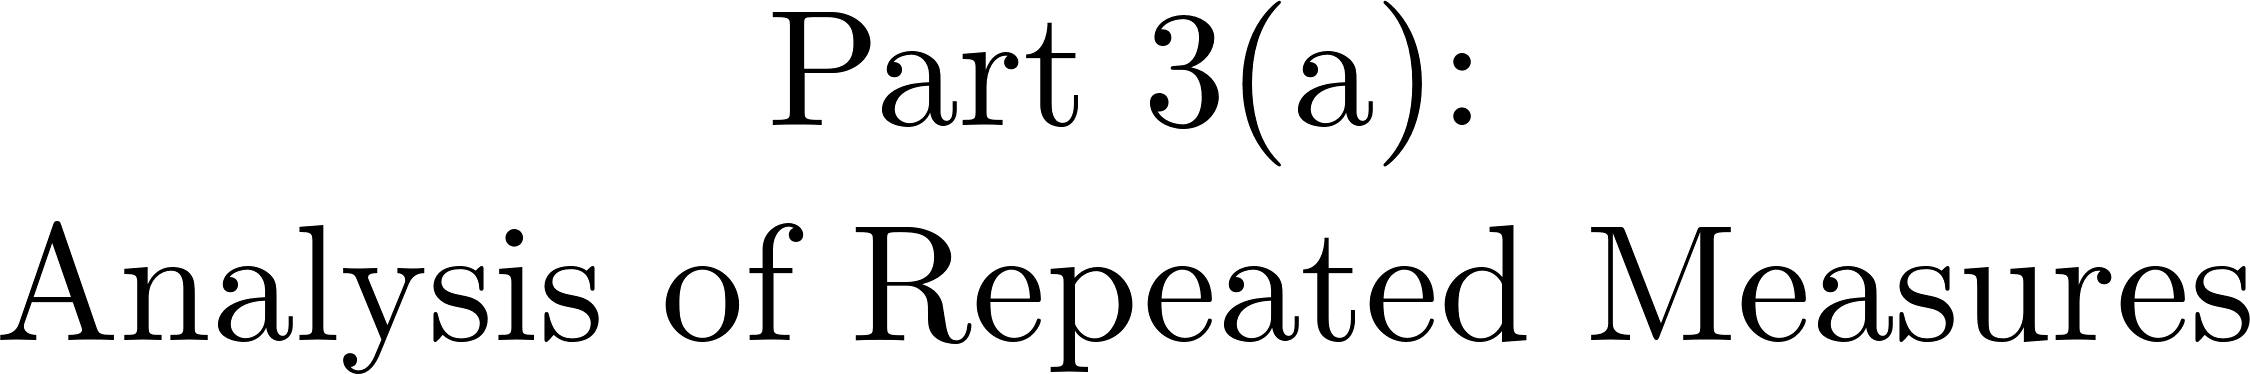 Part 3(a):
Analysis of Repeated Measures